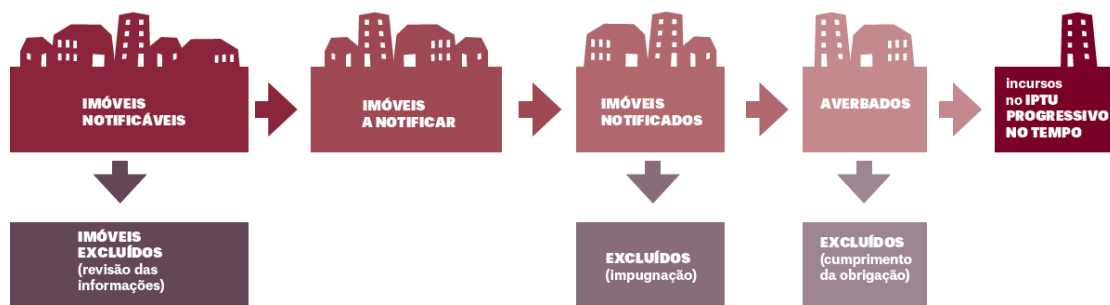 IMÓVEIS
NOTIFICÁVEIS
IMÓVEIS
A NOTIFICAR
IMÓVEIS
NOTIFICADOS
AVERBADOS
incursos
no IPTU
PROGRESSIVO
NO TEMPO
IMÓVEIS
EXCLUÍDOS
(revisão das
informações)
EXCLUÍDOS
(impugnação)
EXCLUÍDOS
(cumprimento
da obrigação)